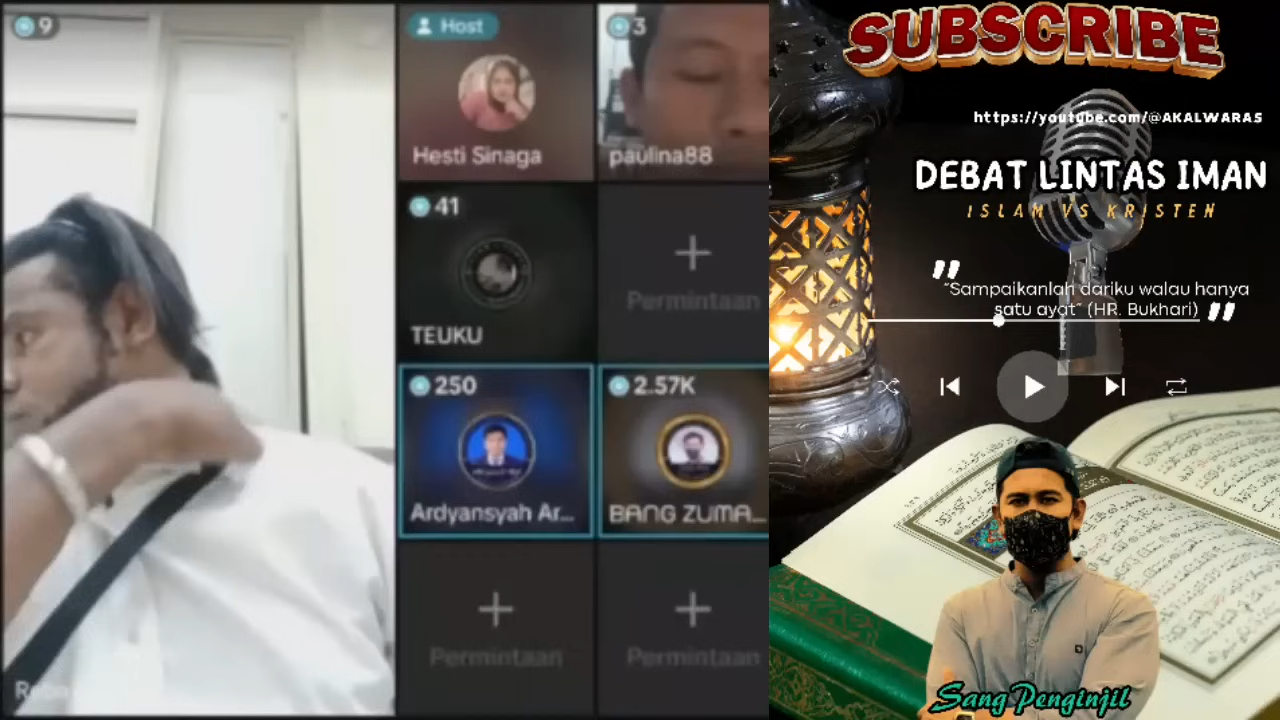 9
Host
Hesti Sinaga
3
paulina88
41
TEUKU
Permintaan
250
Ardyansyah Ar...
2.57K
BANG ZUMA...
Permintaan
Permintaan
SUBSCRIBE
https://youtube.com/@AKALWARAS
DEBAT LINTAS IMAN
ISLAM VS KRISTEN
"Sampaikanlah dariku walau hanya
satu ayat" (HR. Bukhari)
Sang Penginjil